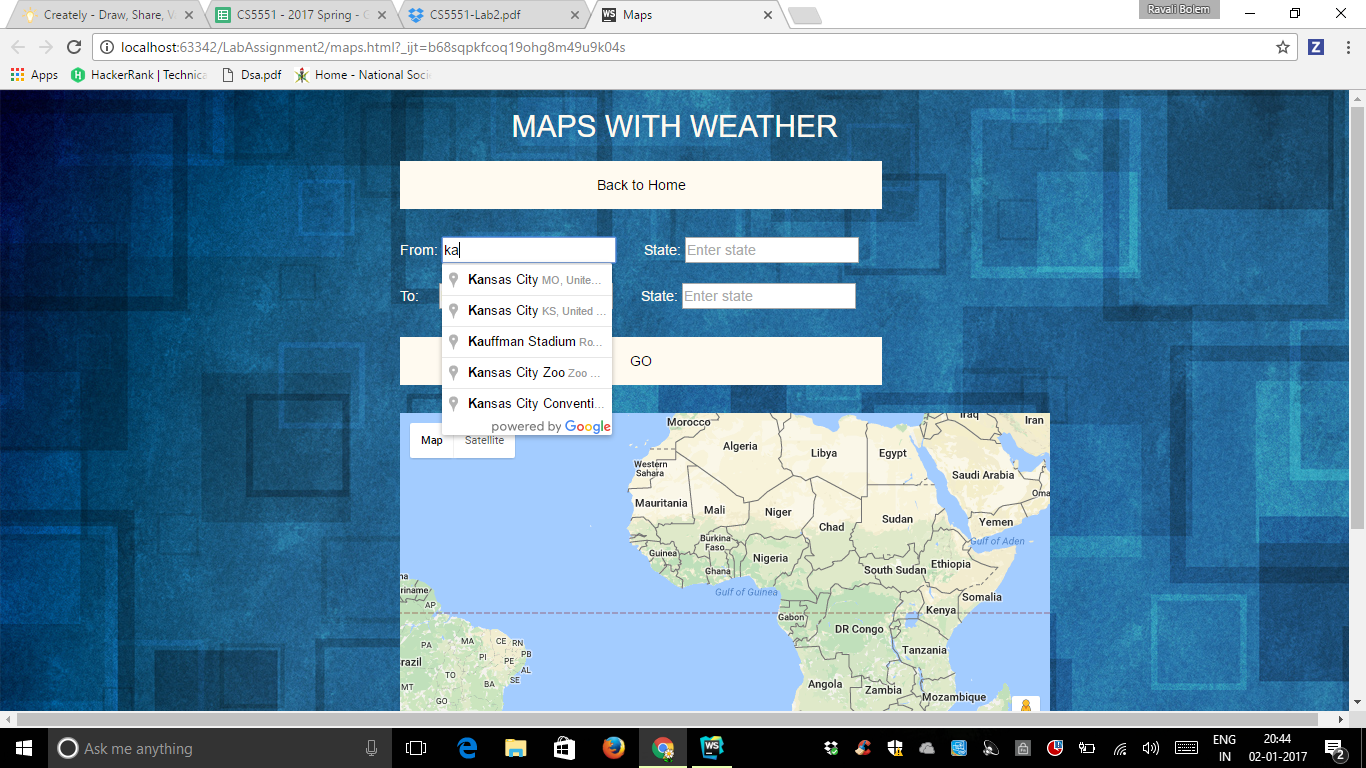 Creately - Draw, Share, V
CS5551 - 2017 Spring - G
CS5551-Lab2.pdf
WS Maps
Ravali Bolem
localhost:63342/LabAssignment2/maps.html?_ijt=b68sqpkfcoq19ohg8m49u9k04s
Z
Apps
HackerRank | Technica
Dsa.pdf
Home - National Soci
MAPS WITH WEATHER
Back to Home
From: ka State: Enter state
Kansas City MO, Unite...
To: State: Enter state
Kansas City KS, United ...
Kauffman Stadium Ro...
GO
Kansas City Zoo Zoo ...
Kansas City Conventi...
powered by Google
Map Satellite
Morocco
Algeria
Libya
Egypt
Iraq
Iran
Western
Sahara
Saudi Arabia
Oma
Mauritania
Mali
Niger
Chad
Sudan
Yemen
Gulf of Aden
Burkina
Faso
Guinea
Ghana
Nigeria
South Sudan
Ethiopia
Gulf of Guinea
Somalia
na
riname
AP
Gabon
Kenya
DR Congo
Tanzania
PA
MA
CE
RN
PB
PI
PE
AL
SE
razil
TO
BA
MT
GO
Angola
Zambia
Mozambique
Ask me anything
WS
ENG
IN
20:44
02-01-2017
2